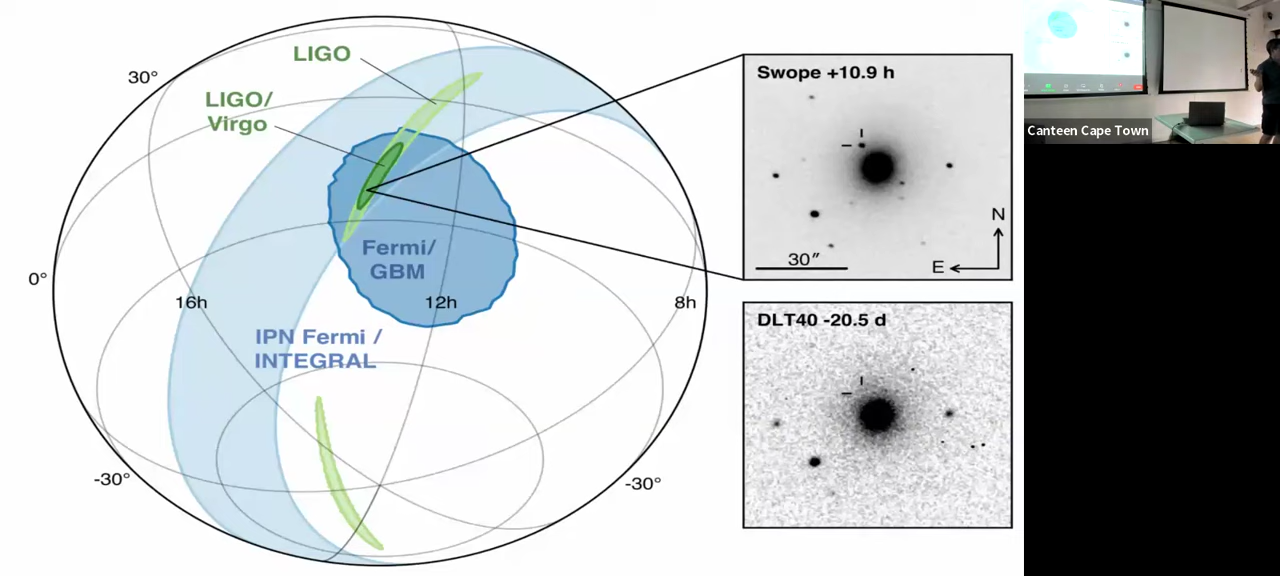 LIGO
30°
LIGO/
Virgo
Fermi/
GBM
0°
16h
12h
8h
IPN Fermi /
INTEGRAL
-30°
-30°
Swope +10.9 h
N
30″
E
DLT40 -20.5 d
Canteen Cape Town